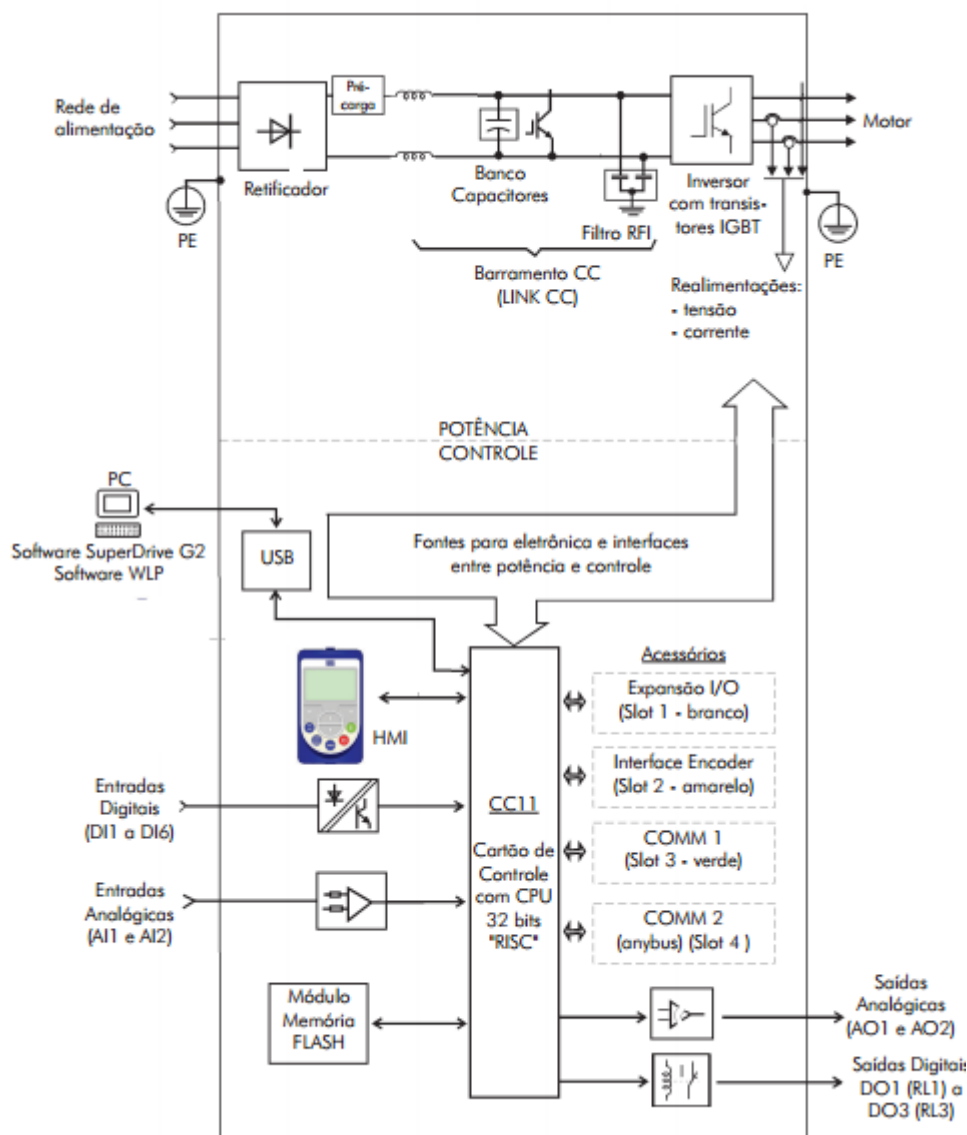 Rede de
alimentação
Pré-
carga
Retificador
PE
Banco
Capacitores
Filtro RFI
Barramento CC
(LINK CC)
Inversor
com transis-
tores IGBT
Motor
PE
Realimentações:
- tensão
- corrente
POTÊNCIA
CONTROLE
PC
Software SuperDrive G2
Software WLP
USB
Fontes para eletrônica e interfaces
entre potência e controle
HMI
Entradas
Digitais
(DI1 a DI6)
Entradas
Analógicas
(AI1 e AI2)
Módulo
Memória
FLASH
CC11
Cartão de
Controle
com CPU
32 bits
"RISC"
Acessórios
Expansão I/O
(Slot 1 - branco)
Interface Encoder
(Slot 2 - amarelo)
COMM 1
(Slot 3 - verde)
COMM 2
(anybus) (Slot 4 )
Saídas
Analógicas
(AO1 e AO2)
Saídas Digitais
DO1 (RL1) a
DO3 (RL3)